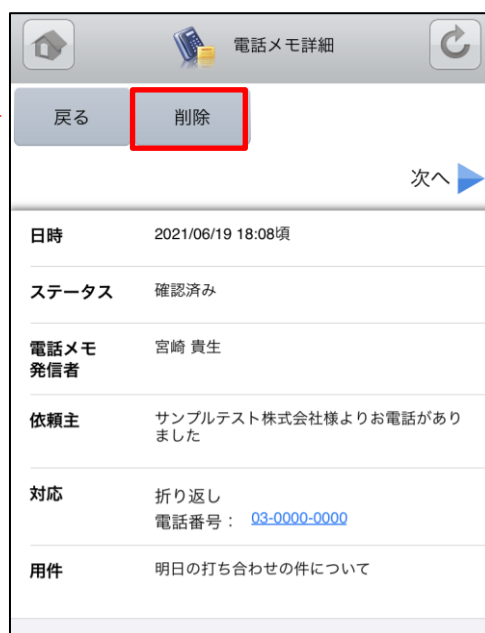 電話メモ詳細
戻る 削除
次へ
日時 2021/06/19 18:08頃
ステータス 確認済み
電話メモ 宮崎 貴生
発信者
依頼主 サンプルテスト株式会社様よりお電話があり
ました
対応 折り返し
電話番号： 03-0000-0000
用件 明日の打ち合わせの件について